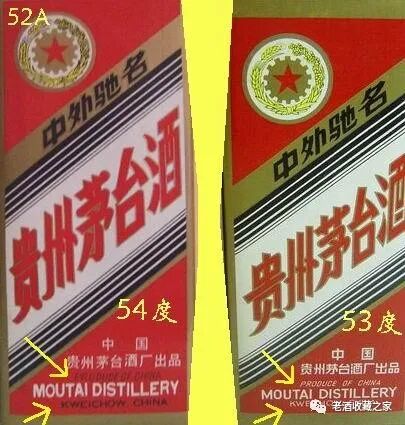 52A
中外驰名
贵州茅台酒
54度
中国
贵州茅台酒厂出品
PRODUCE OF CHINA
MOUTAI DISTILLERY
KWEICHOW, CHINA
中外驰名
贵州茅台酒
53度
中国
贵州茅台酒厂出品
PRODUCE OF CHINA
MOUTAI DISTILLERY
老酒收藏之家